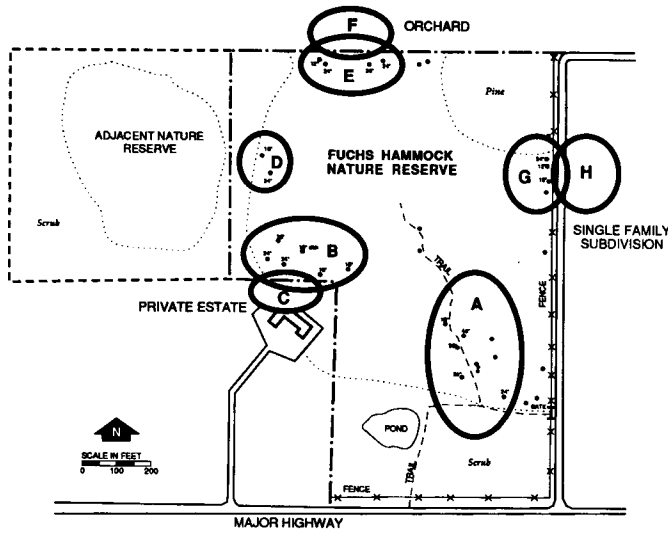 F
ORCHARD
E
Pine
ADJACENT NATURE
RESERVE
D
FUCHS HAMMOCK
NATURE RESERVE
G
H
Scrub
SINGLE FAMILY
SUBDIVISION
B
TRAIL
C
PRIVATE ESTATE
A
FENCE
GATE
N
SCALE IN FEET
0 100 200
POND
TRAIL
Scrub
FENCE
MAJOR HIGHWAY